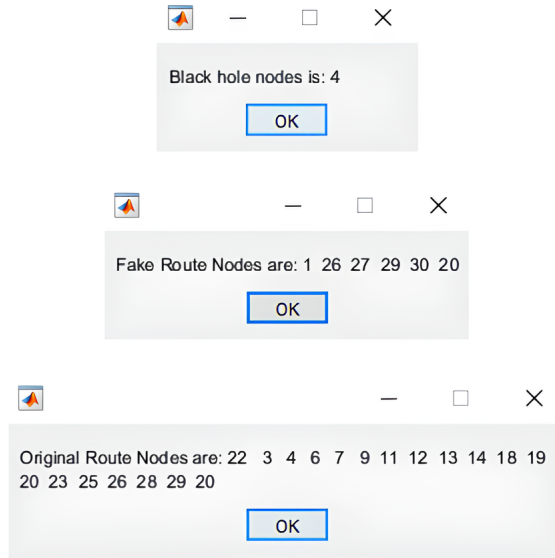 Black hole nodes is: 4
OK
Fake Route Nodes are: 1 26 27 29 30 20
OK
Original Route Nodes are: 22 3 4 6 7 9 11 12 13 14 18 19
20 23 25 26 28 29 20
OK